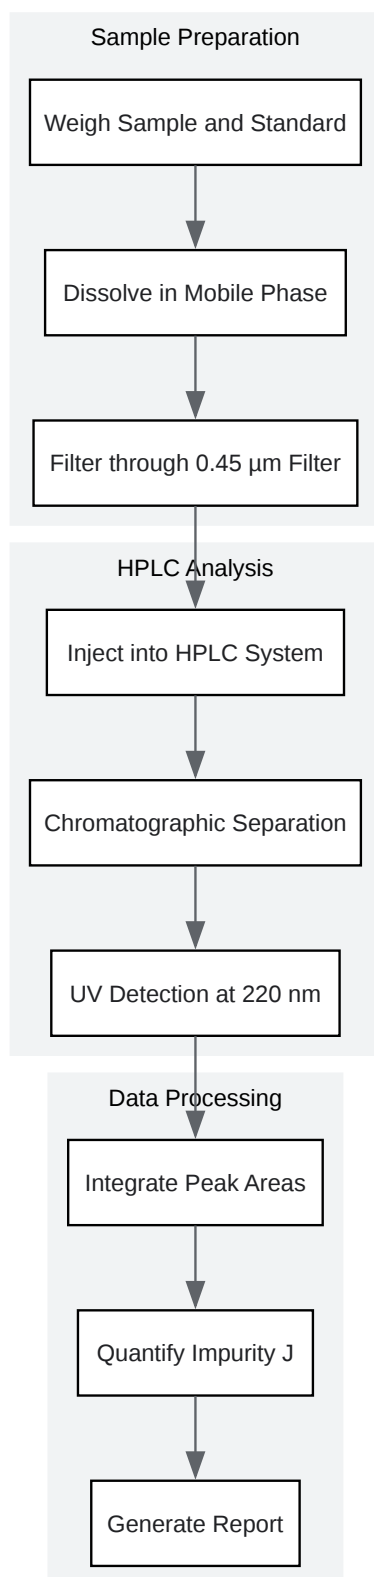 Sample Preparation
Weigh Sample and Standard
Dissolve in Mobile Phase
Filter through 0.45 µm Filter
HPLC Analysis
Inject into HPLC System
Chromatographic Separation
UV Detection at 220 nm
Data Processing
Integrate Peak Areas
Quantify Impurity J
Generate Report